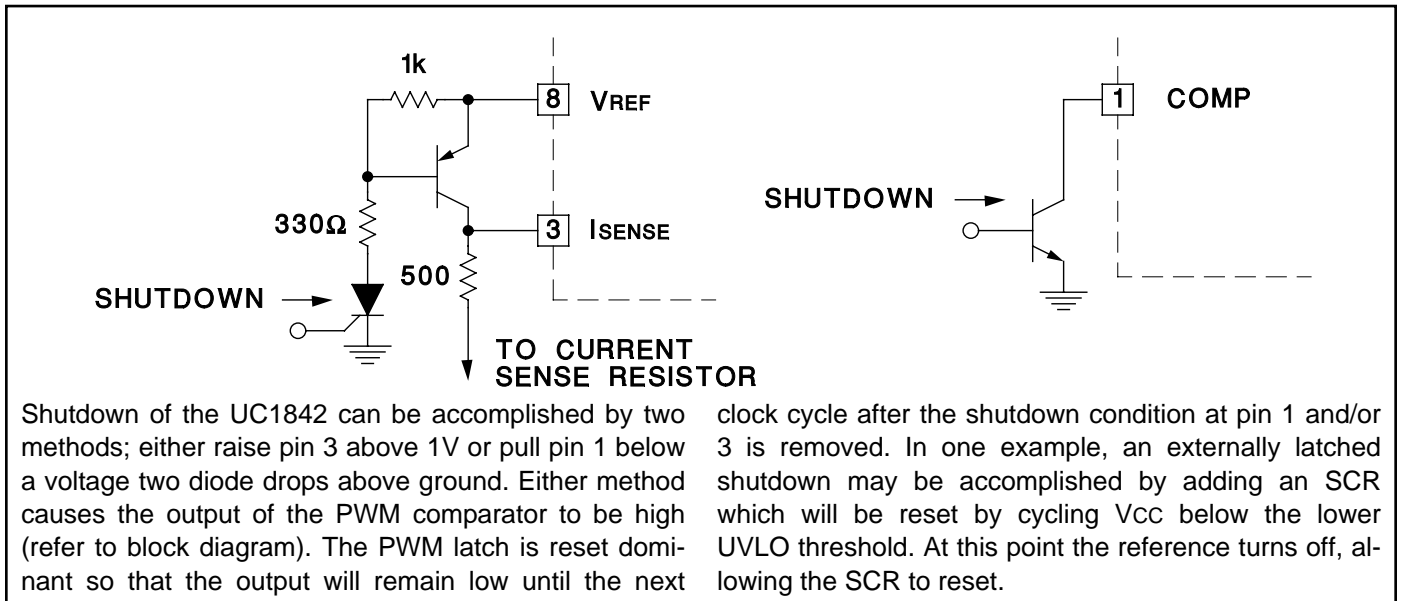 1k
8 VREF
1 COMP
SHUTDOWN
330Ω
3 ISENSE
500
SHUTDOWN
TO CURRENT
SENSE RESISTOR
Shutdown of the UC1842 can be accomplished by two
methods; either raise pin 3 above 1V or pull pin 1 below
a voltage two diode drops above ground. Either method
causes the output of the PWM comparator to be high
(refer to block diagram). The PWM latch is reset domi-
nant so that the output will remain low until the next
clock cycle after the shutdown condition at pin 1 and/or
3 is removed. In one example, an externally latched
shutdown may be accomplished by adding an SCR
which will be reset by cycling VCC below the lower
UVLO threshold. At this point the reference turns off, al-
lowing the SCR to reset.